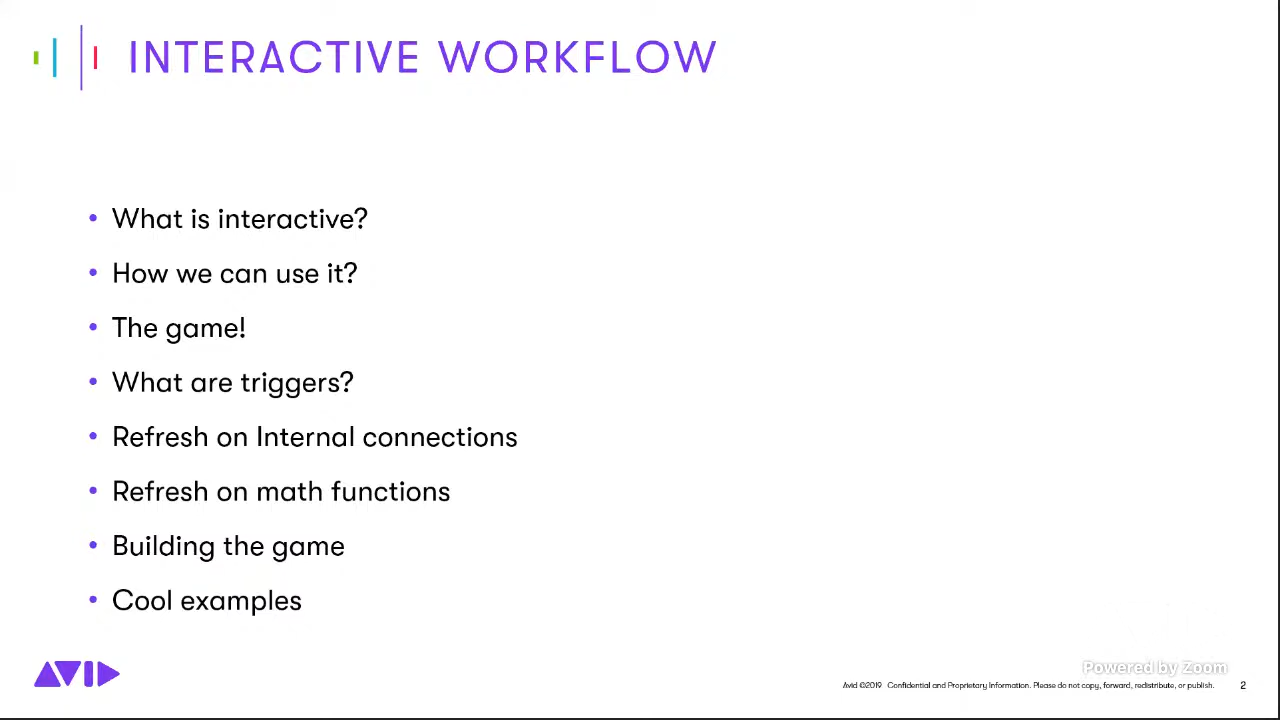 INTERACTIVE WORKFLOW
• What is interactive?
• How we can use it?
• The game!
• What are triggers?
• Refresh on Internal connections
• Refresh on math functions
• Building the game
• Cool examples
Powered by Zoom
AVID
Avid ©2019 Confidential and Proprietary Information. Please do not copy, forward, redistribute, or publish. 2